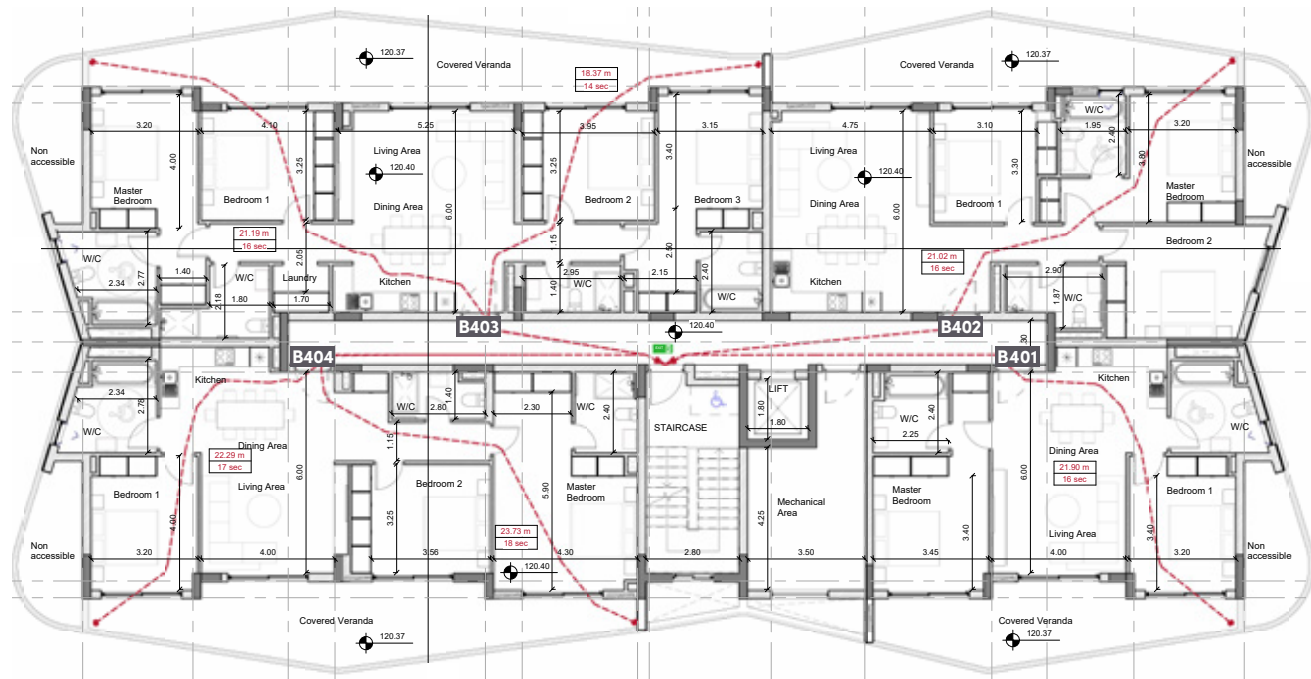 120.37
Covered Veranda
18.37 m
14 sec
Covered Veranda
120.37
3.20
4.10
5.25
3.95
3.15
4.75
3.10
W/C
1.95
3.20
Non
accessible
4.00
3.25
Living Area
120.40
3.25
3.40
Living Area
120.40
3.30
2.40
3.80
Non
accessible
Master
Bedroom
Bedroom 1
Dining Area
6.00
Bedroom 2
Bedroom 3
Dining Area
6.00
Bedroom 1
Master
Bedroom
21.19 m
16 sec
1.15
2.50
Bedroom 2
W/C
2.77
1.40
W/C
2.05
Laundry
Kitchen
2.95
W/C
1.40
2.15
2.40
W/C
Kitchen
21.02 m
16 sec
2.90
1.87
W/C
2.34
2.18
1.80
1.70
B403
120.40
B402
.30
B404
EXIT
B401
Kitchen
2.34
2.78
W/C
W/C
2.80
1.40
2.30
W/C
2.40
LIFT
1.80
1.80
STAIRCASE
W/C
2.40
2.25
Kitchen
W/C
Dining Area
22.29 m
17 sec
6.00
1.15
Dining Area
21.90 m
16 sec
6.00
Bedroom 1
Living Area
Bedroom 2
Master
Bedroom
5.90
Mechanical
Area
Master
Bedroom
Bedroom 1
4.00
3.25
23.73 m
18 sec
4.25
3.40
Living Area
3.40
Non
accessible
3.20
4.00
3.56
4.30
2.80
3.50
3.45
4.00
3.20
Non
accessible
120.40
Covered Veranda
120.37
Covered Veranda
120.37